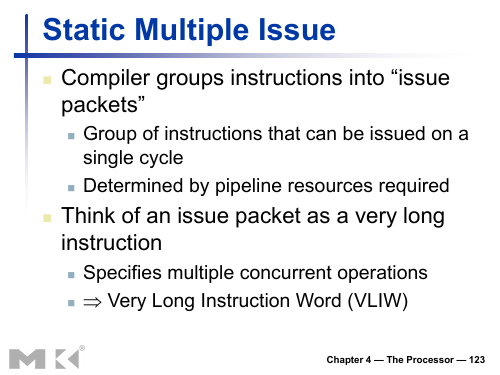 Static Multiple Issue
Compiler groups instructions into “issue
packets”
Group of instructions that can be issued on a
single cycle
Determined by pipeline resources required
Think of an issue packet as a very long
instruction
Specifies multiple concurrent operations
⇒ Very Long Instruction Word (VLIW)
MK®
Chapter 4 — The Processor — 123